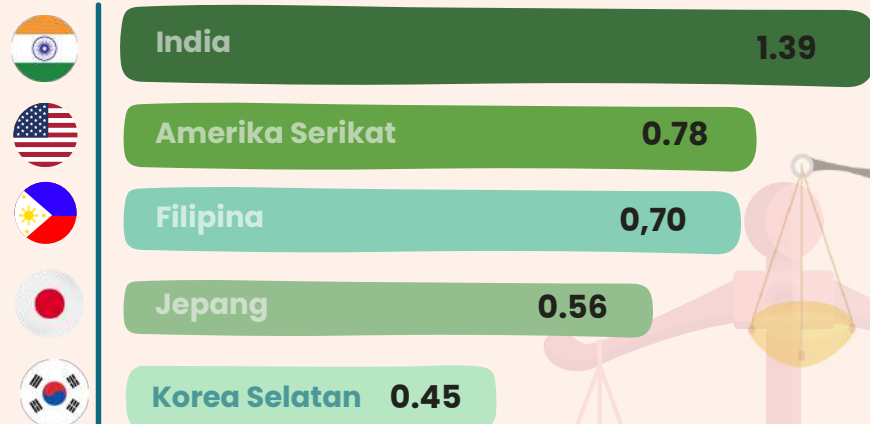 India 1.39
Amerika Serikat 0.78
Filipina 0,70
Jepang 0.56
Korea Selatan 0.45